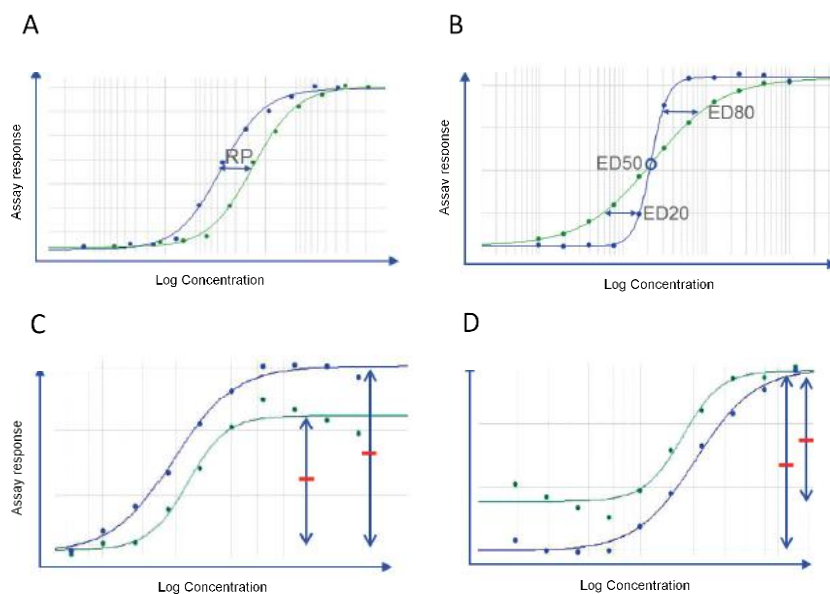 A
Assay response
RP
Log Concentration
B
Assay response
ED80
ED50
ED20
Log Concentration
C
Assay response
Log Concentration
D
Log Concentration